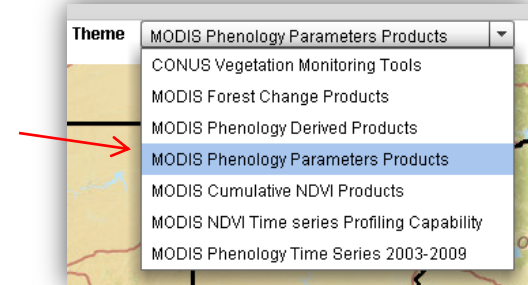 Theme MODIS Phenology Parameters Products
CONUS Vegetation Monitoring Tools
MODIS Forest Change Products
MODIS Phenology Derived Products
MODIS Phenology Parameters Products
MODIS Cumulative NDVI Products
MODIS NDVI Time series Profiling Capability
MODIS Phenology Time Series 2003-2009